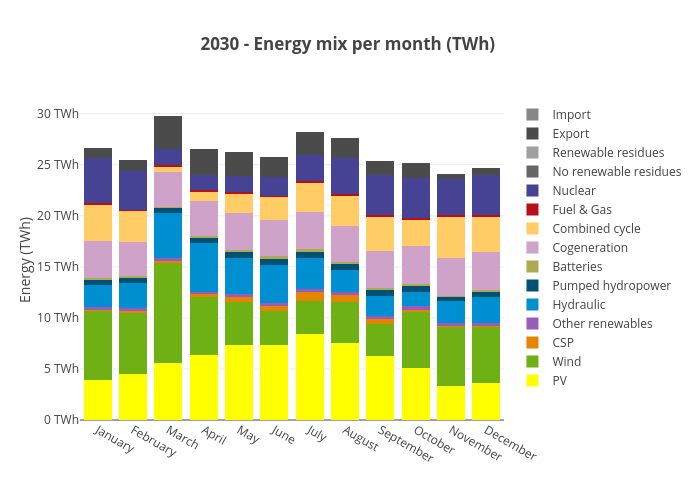 2030 - Energy mix per month (TWh)
Energy (TWh)
30 TWh
25 TWh
20 TWh
15 TWh
10 TWh
5 TWh
0 TWh
January
February
March
April
May
June
July
August
September
October
November
December
Import
Export
Renewable residues
No renewable residues
Nuclear
Fuel & Gas
Combined cycle
Cogeneration
Batteries
Pumped hydropower
Hydraulic
Other renewables
CSP
Wind
PV